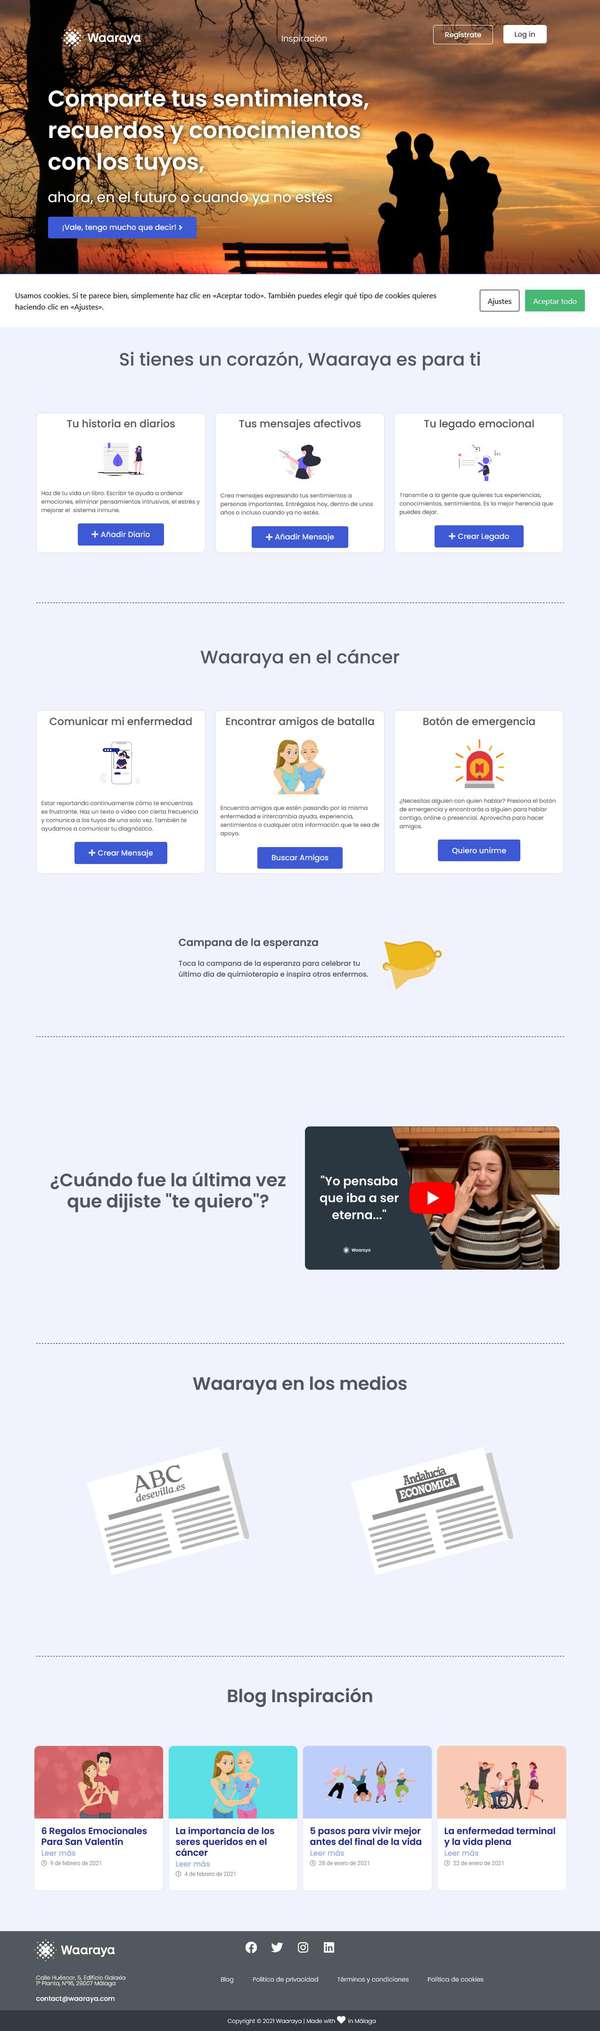 Waaraya
Inspiración
Regístrate
Log in
Comparte tus sentimientos,
recuerdos y conocimientos
con los tuyos,
ahora, en el futuro o cuando ya no estés
¡Vale, tengo mucho que decir!
Usamos cookies. Si te parece bien, simplemente haz clic en «Aceptar todo». También puedes elegir qué tipo de cookies quieres
haciendo clic en «Ajustes».
Ajustes
Aceptar todo
Si tienes un corazón, Waaraya es para ti
Tu historia en diarios
Haz de tu vida un libro. Escribir te ayuda a ordenar
emociones, eliminar pensamientos intrusivos, el estrés y
mejorar el sistema inmune.
+ Añadir Diario
Tus mensajes afectivos
Crea mensajes expresando tus sentimientos a
personas importantes. Entrégalos hoy, dentro de unos
años o incluso cuando ya no estés.
+ Añadir Mensaje
Tu legado emocional
Transmite a la gente que quieres tus experiencias,
conocimientos, sentimientos. Es la mejor herencia que
puedes dejar.
+ Crear Legado
Waaraya en el cáncer
Comunicar mi enfermedad
Estar reportando continuamente cómo te encuentras
es frustrante. Haz un texto o vídeo con cierta frecuencia
y comunica a los tuyos de una sola vez. También te
ayudamos a comunicar tu diagnóstico.
+ Crear Mensaje
Encontrar amigos de batalla
Encuentra amigos que estén pasando por la misma
enfermedad e intercambia ayuda, experiencia,
sentimientos o cualquier otra información que te sea de
apoyo.
Buscar Amigos
Botón de emergencia
¿Necesitas alguien con quien hablar? Presiona el botón
de emergencia y encontrarás a alguien para hablar
contigo, online o presencial. Aprovecha para hacer
amigos.
Quiero unirme
Campana de la esperanza
Toca la campana de la esperanza para celebrar tu
último día de quimioterapia e inspira otros enfermos.
¿Cuándo fue la última vez
que dijiste "te quiero"?
"Yo pensaba
que iba a ser
eterna..."
Waaraya
Waaraya en los medios
ABC
desevilla.es
Andalucía
ECONÓMICA
Blog Inspiración
6 Regalos Emocionales
Para San Valentín
Leer más
9 de febrero de 2021
La importancia de los
seres queridos en el
cáncer
Leer más
4 de febrero de 2021
5 pasos para vivir mejor
antes del final de la vida
Leer más
28 de enero de 2021
La enfermedad terminal
y la vida plena
Leer más
22 de enero de 2021
Waaraya
Calle Huéscar, 5, Edificio Galaxia
1ª Planta, Nº16, 29007 Málaga
contact@waaraya.com
Blog
Política de privacidad
Términos y condiciones
Política de cookies
Copyright © 2021 Waaraya | Made with ❤ in Málaga